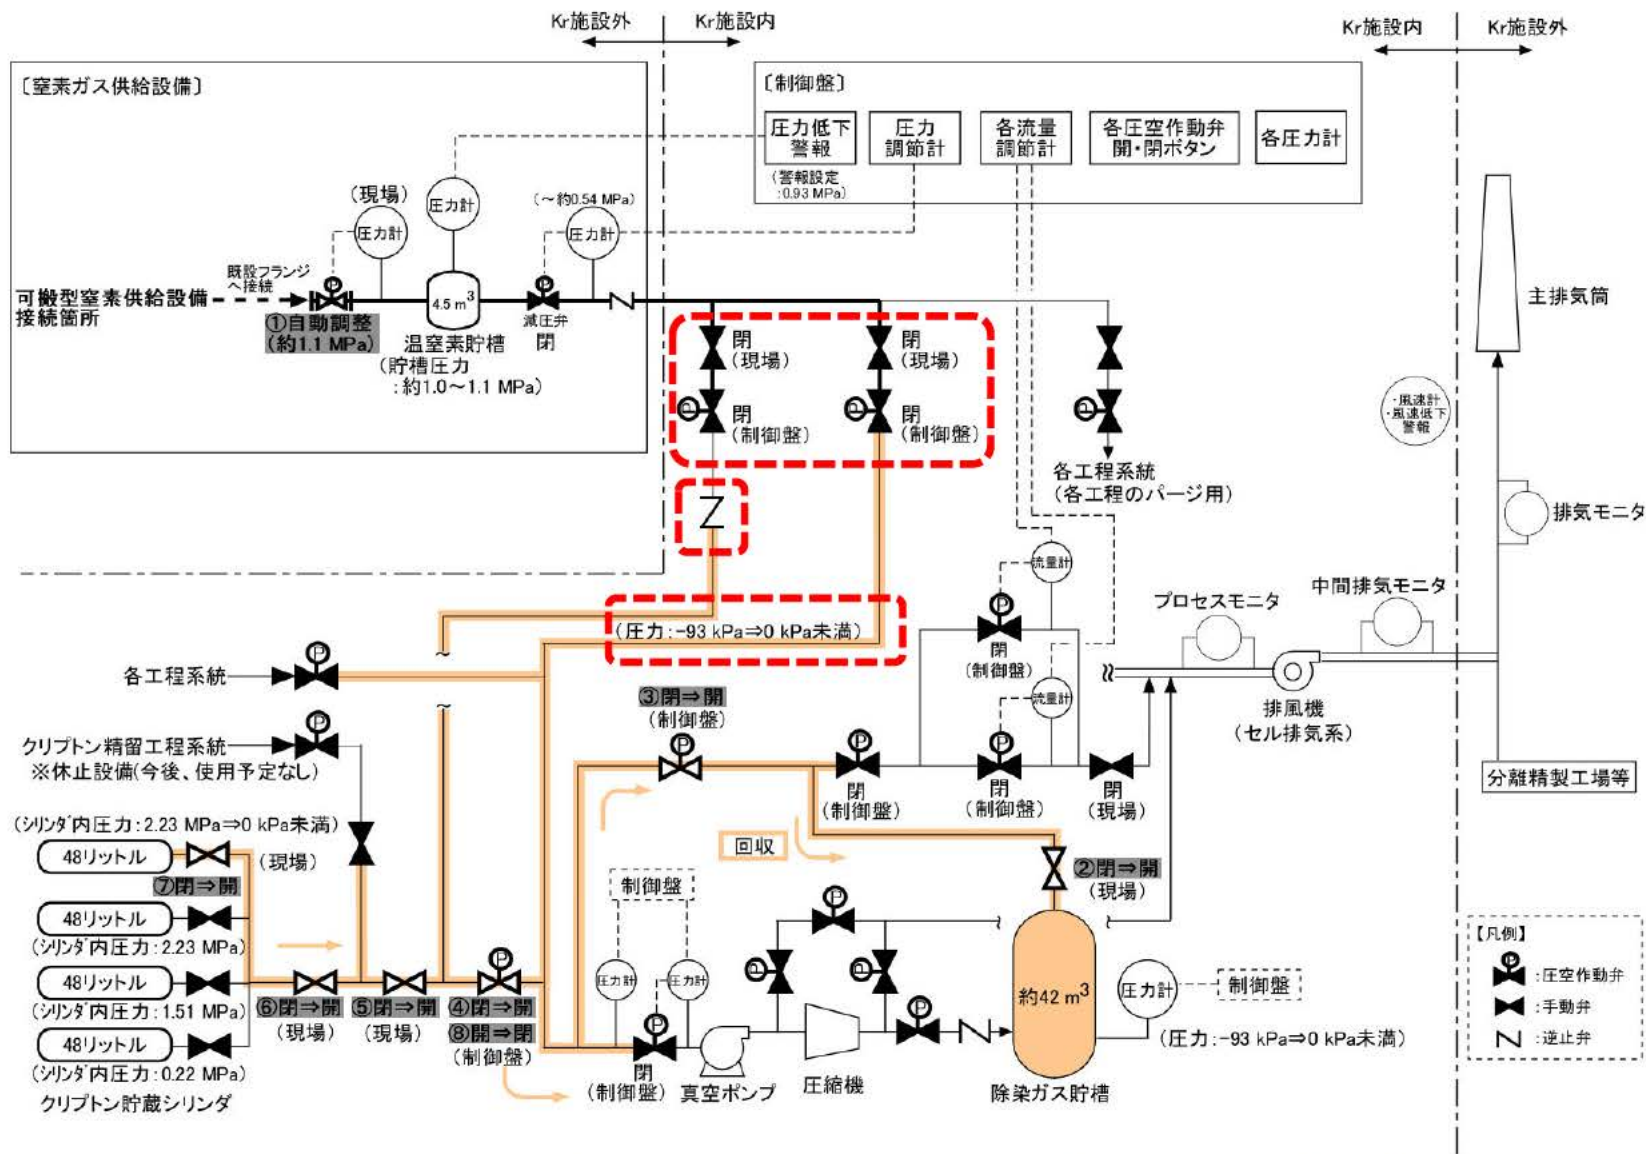 Kr施設外
Kr施設内
Kr施設内
Kr施設外
〔窒素ガス供給設備〕
〔制御盤〕
圧力低下
警報
圧力
調節計
各流量
調節計
各圧空作動弁
開・閉ボタン
各圧力計
(警報設定
:0.93 MPa)
(現場)
圧力計
圧力計
(～約0.54 MPa)
圧力計
既設フランジ
へ接続
可搬型窒素供給設備
接続箇所
P
4.5 m³
P
①自動調整
(約1.1 MPa)
減圧弁
閉
温窒素貯槽
(貯槽圧力
:約1.0～1.1 MPa)
閉
(現場)
閉
(現場)
P
閉
(制御盤)
P
閉
(制御盤)
P
各工程系統
(各工程のパージ用)
主排気筒
・風速計
・風速低下
警報
排気モニタ
流量計
中間排気モニタ
プロセスモニタ
(圧力:-93 kPa⇒0 kPa未満)
P
閉
(制御盤)
流量計
排風機
(セル排気系)
P
各工程系統
③閉⇒開
(制御盤)
P
クリプトン精留工程系統
※休止設備(今後、使用予定なし)
P
P
閉
(制御盤)
P
閉
(制御盤)
閉
(現場)
分離精製工場等
(シリンダ内圧力:2.23 MPa⇒0 kPa未満)
48リットル
(現場)
⑦閉⇒開
回収
②閉⇒開
(現場)
制御盤
48リットル
(シリンダ内圧力:2.23 MPa)
P
48リットル
(シリンダ内圧力:1.51 MPa)
⑥閉⇒開
(現場)
⑤閉⇒開
(現場)
P
④閉⇒開
⑧開⇒閉
(制御盤)
圧力計
圧力計
P
P
P
P
約42 m³
圧力計
制御盤
(圧力:-93 kPa⇒0 kPa未満)
48リットル
(シリンダ内圧力:0.22 MPa)
クリプトン貯蔵シリンダ
閉
(制御盤)
真空ポンプ
圧縮機
除染ガス貯槽
【凡例】
P
:圧空作動弁
:手動弁
:逆止弁